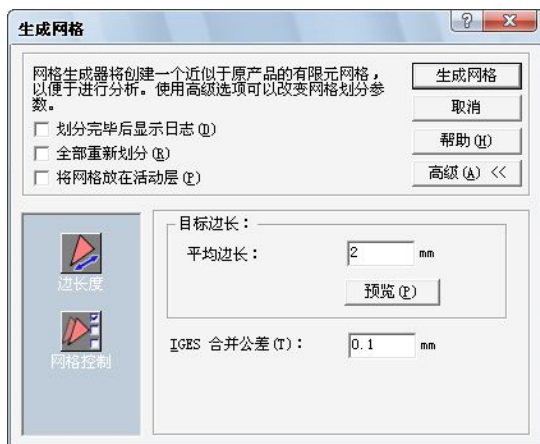 生成网格
网格生成器将创建一个近似于原产品的有限元网格，
以便于进行分析。使用高级选项可以改变网格划分参
数。
划分完毕后显示日志(D)
全部重新划分(R)
将网格放在活动层(P)
生成网格
取消
帮助(H)
高级(A) <<
边长度
网格控制
目标边长：
平均边长： 2 mm
预览(P)
IGES 合并公差(T)： 0.1 mm